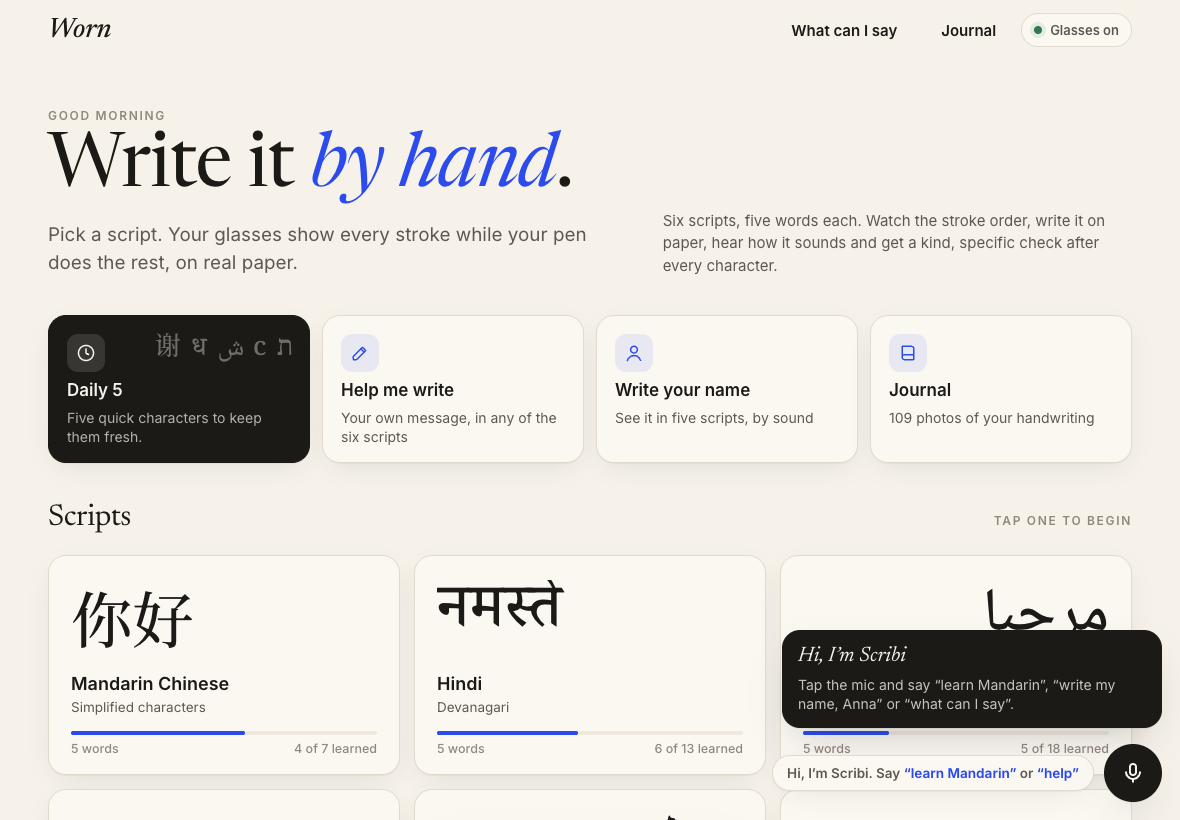 Worn
What can I say
Journal
Glasses on
GOOD MORNING
Write it by hand.
Pick a script. Your glasses show every stroke while your pen
does the rest, on real paper.
Six scripts, five words each. Watch the stroke order, write it on
paper, hear how it sounds and get a kind, specific check after
every character.
谢 ध ش c ת
Daily 5
Five quick characters to keep
them fresh.
Help me write
Your own message, in any of the
six scripts
Write your name
See it in five scripts, by sound
Journal
109 photos of your handwriting
Scripts
TAP ONE TO BEGIN
你好
Mandarin Chinese
Simplified characters
5 words
4 of 7 learned
नमस्ते
Hindi
Devanagari
5 words
6 of 13 learned
مرحبا
Hi, I’m Scribi
Tap the mic and say “learn Mandarin”, “write my
name, Anna” or “what can I say”.
5 words
5 of 18 learned
Hi, I’m Scribi. Say “learn Mandarin” or “help”